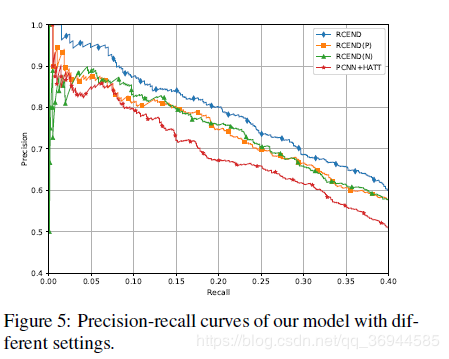 RCEND
RCEND(P)
RCEND(N)
PCNN+HATT
Precision
1.0
0.9
0.8
0.7
0.6
0.5
0.4
0.00 0.05 0.10 0.15 0.20 0.25 0.30 0.35 0.40
Recall
Figure 5: Precision-recall curves of our model with dif-
ferent settings.
https://blog.csdn.net/qq_36944585